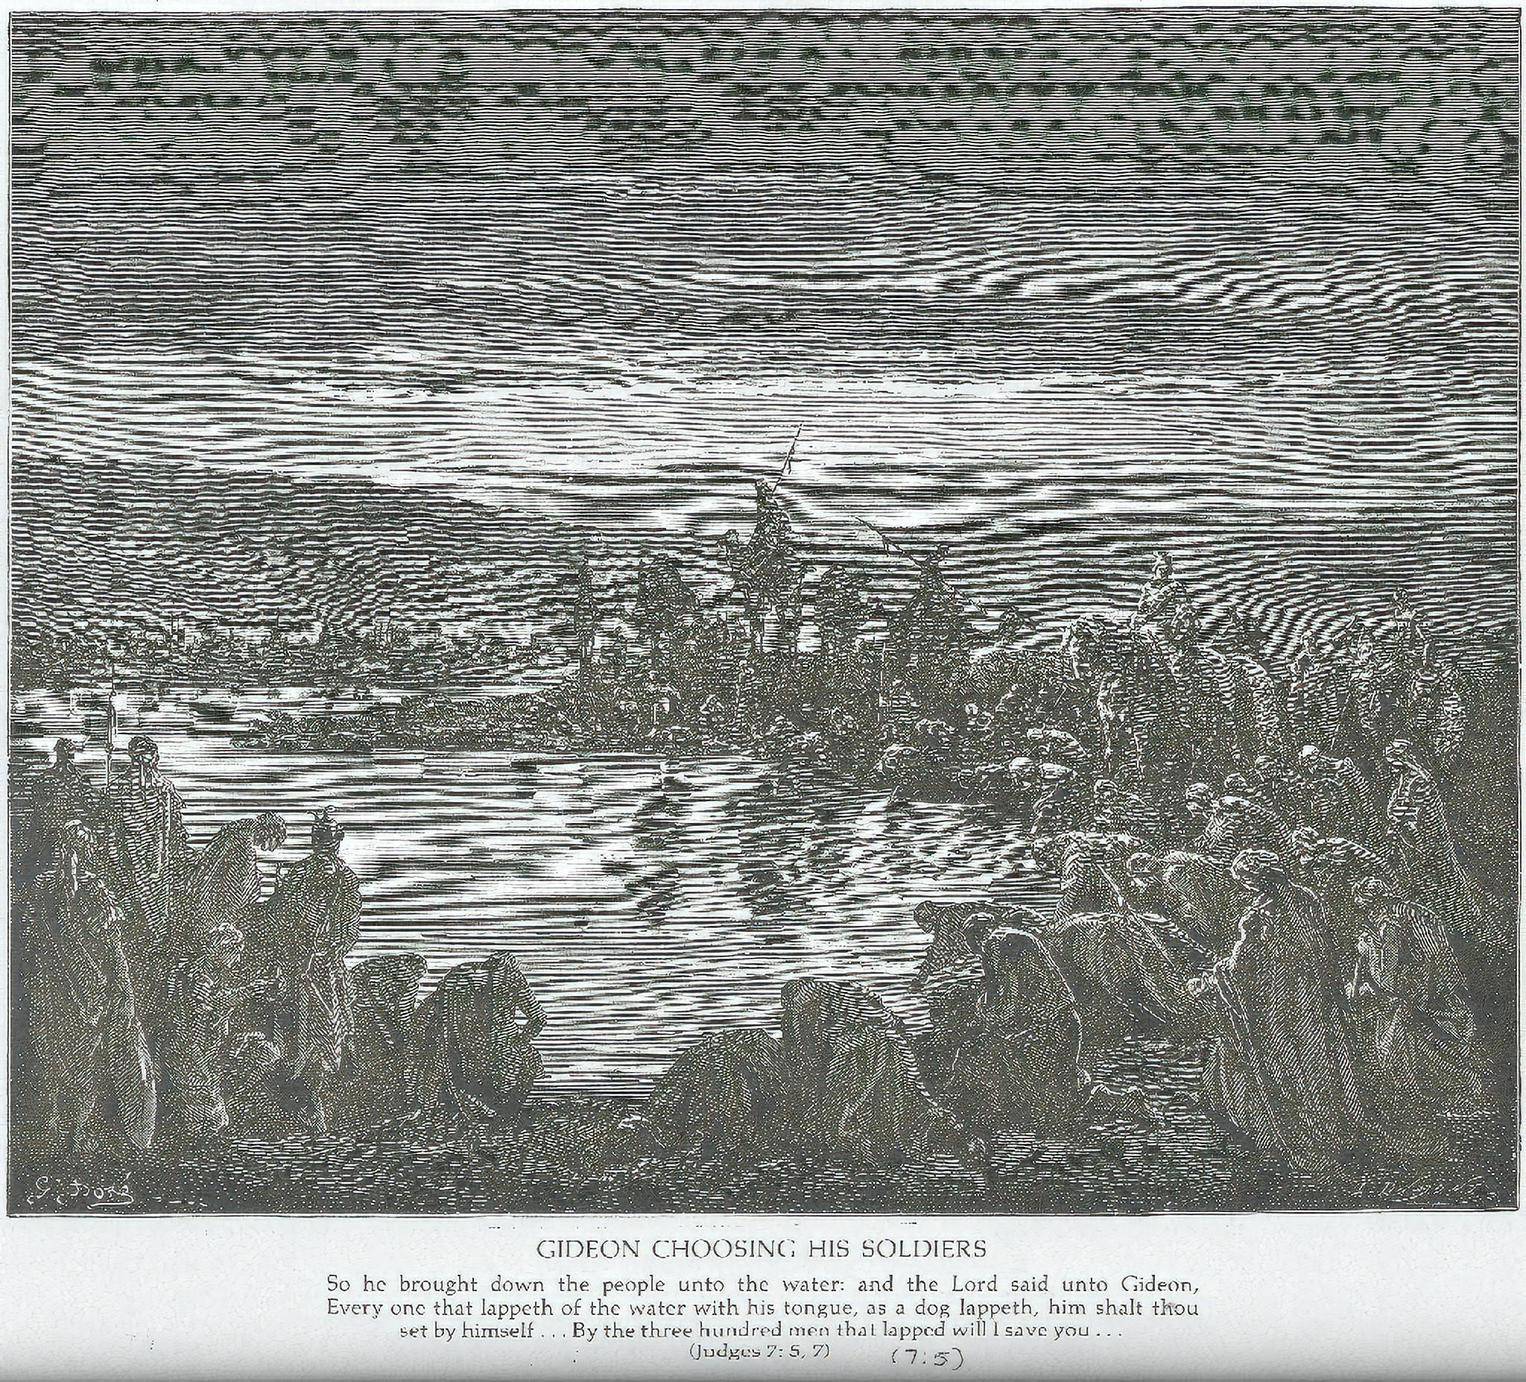 G. Doré
GIDEON CHOOSING HIS SOLDIERS
So he brought down the people unto the water: and the Lord said unto Gideon,
Every one that lappeth of the water with his tongue, as a dog lappeth, him shalt thou
set by himself . . . By the three hundred men that lapped will I save you . . .
(Judges 7: 5, 7) (7:5)